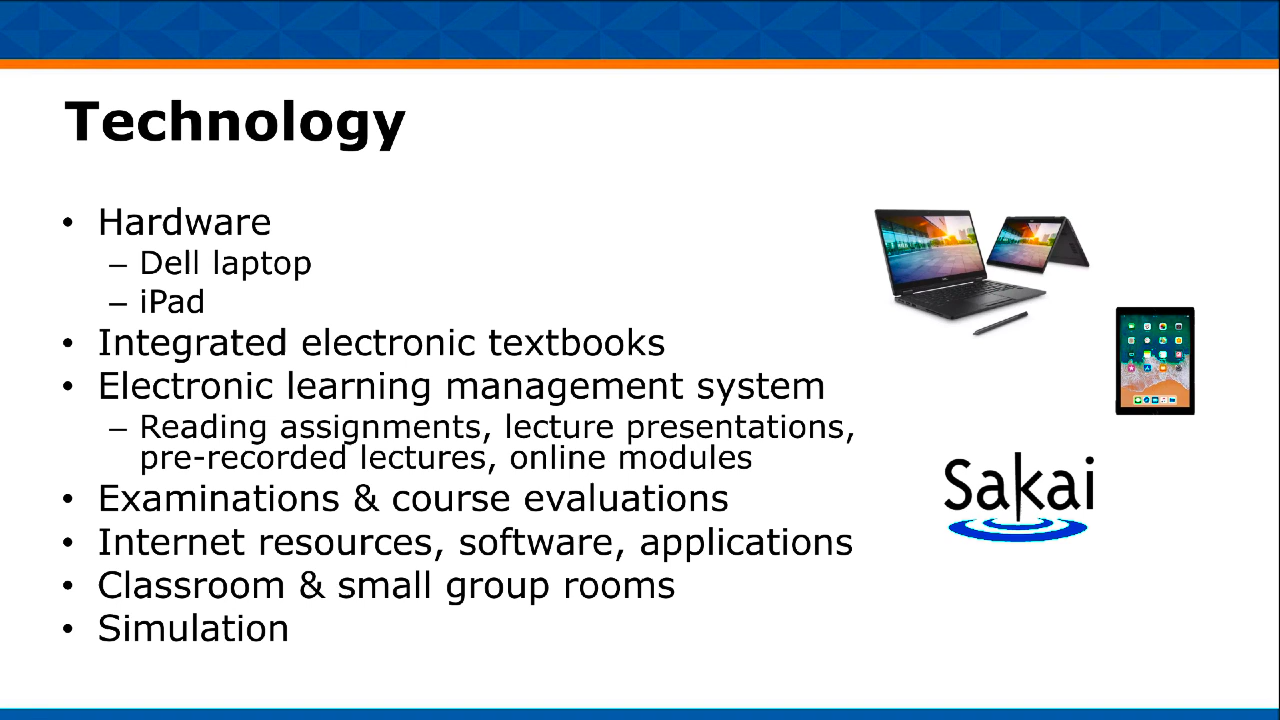 Technology
• Hardware
– Dell laptop
– iPad
• Integrated electronic textbooks
• Electronic learning management system
– Reading assignments, lecture presentations,
pre-recorded lectures, online modules
• Examinations & course evaluations
• Internet resources, software, applications
• Classroom & small group rooms
• Simulation
Sakai